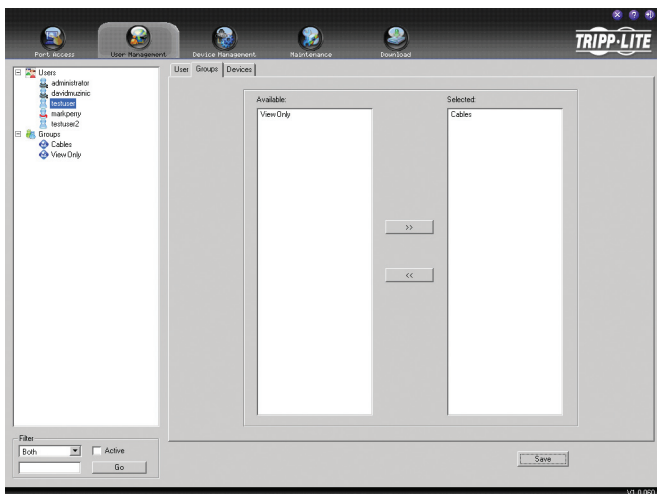 Port Access
User Management
Device Management
Maintenance
Download
TRIPP·LITE
Users
administrator
davidmuzinic
testuser
markperry
testuser2
Groups
Cables
View Only
User Groups Devices
Available:
Selected:
View Only
Cables
>>
<<
Filter
Both
Active
Go
Save
V1.0.060